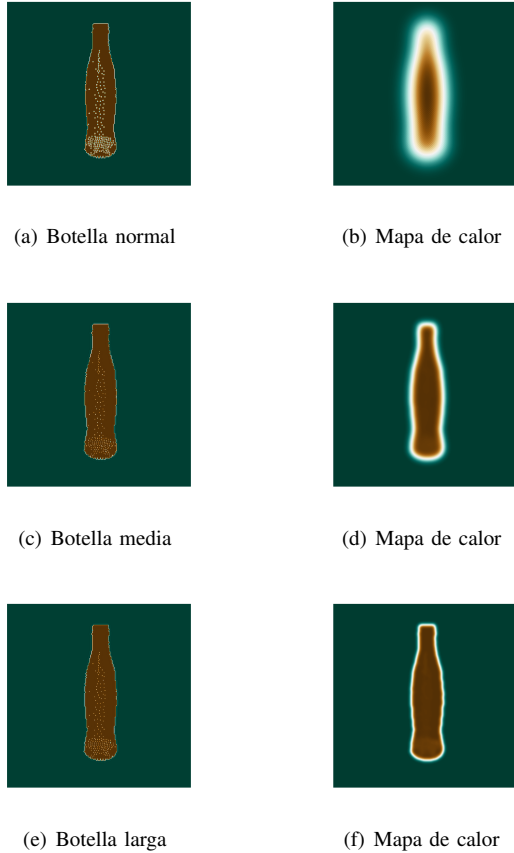 (a) Botella normal
(b) Mapa de calor
(c) Botella media
(d) Mapa de calor
(e) Botella larga
(f) Mapa de calor